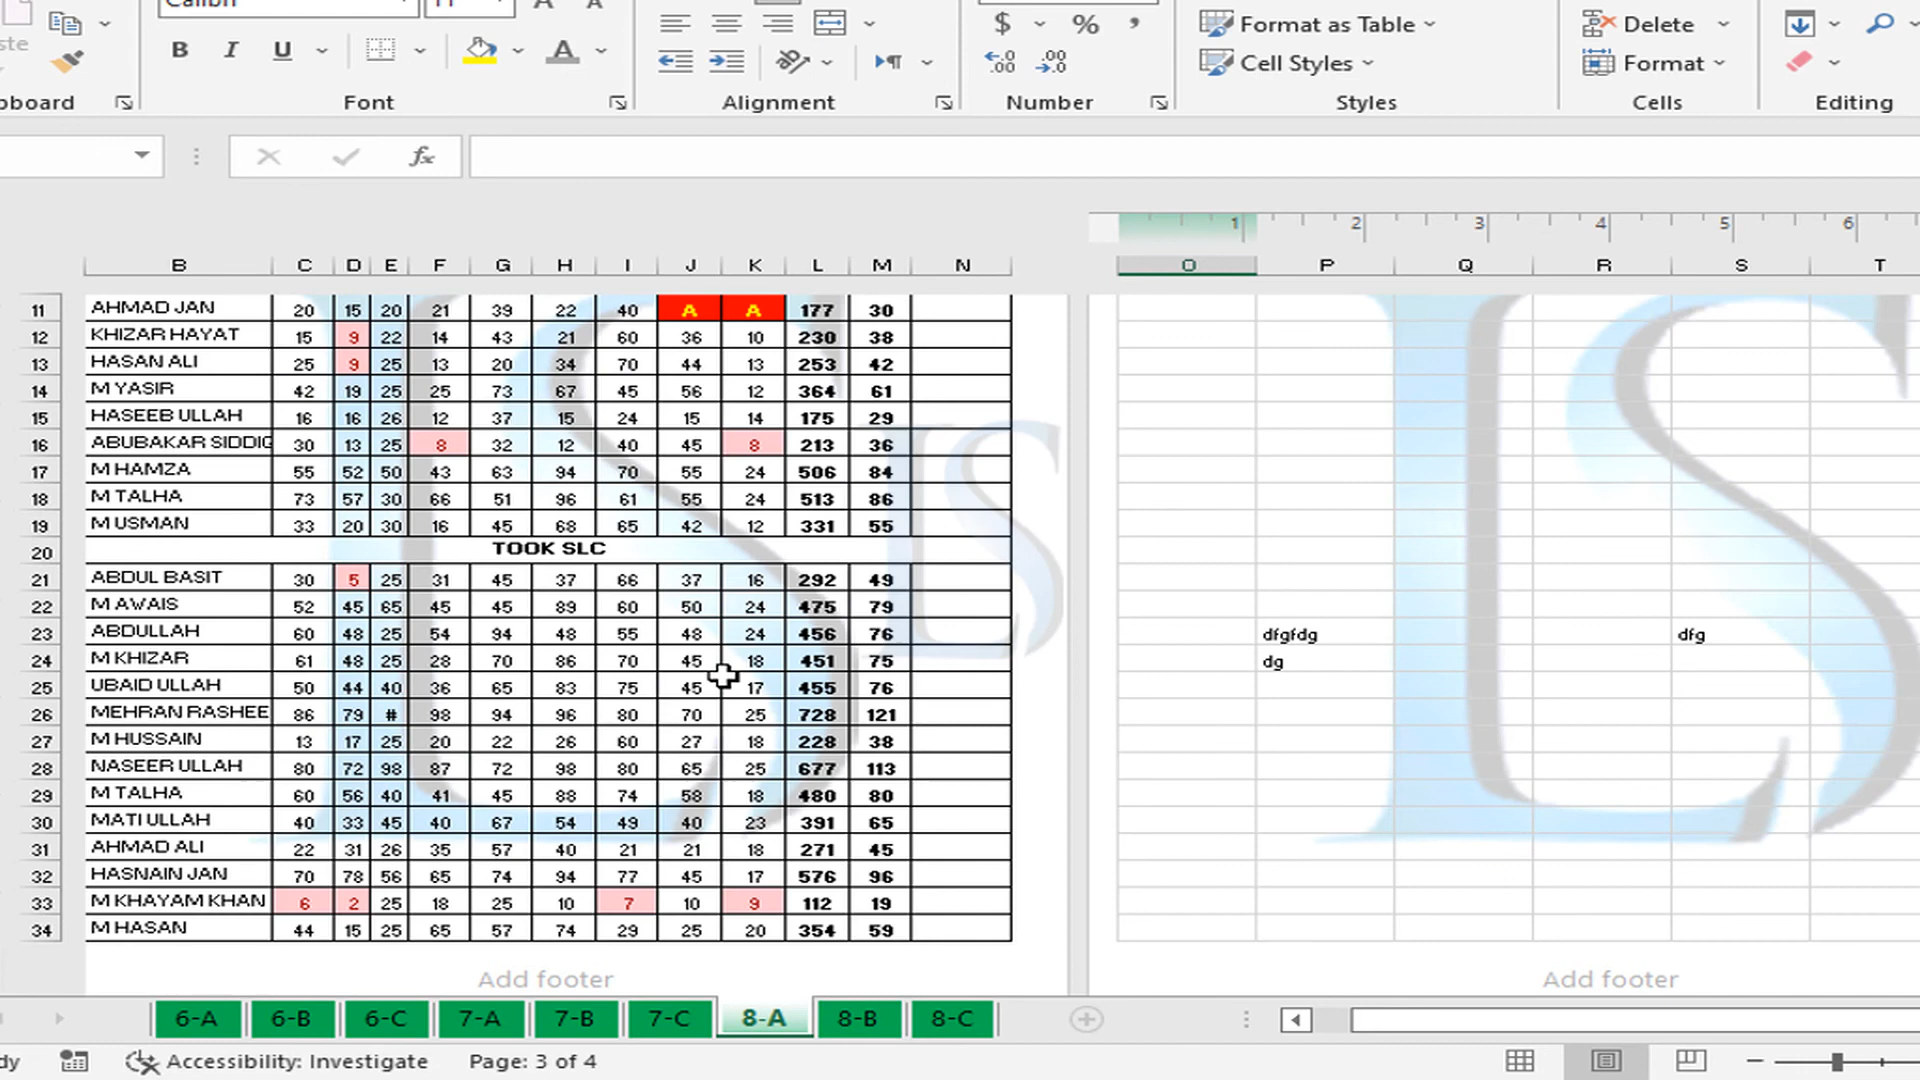 Calibri
11
B I U A
$ % ,
Format as Table
Cell Styles
Delete
Format
Font
Alignment
Number
Styles
Cells
Editing
fx
1 2 3 4 5 6
B C D E F G H I J K L M N O P Q R S T
11 AHMAD JAN 20 15 20 21 39 22 40 A A 177 30
12 KHIZAR HAYAT 15 9 22 14 43 21 60 36 10 230 38
13 HASAN ALI 25 9 25 13 20 34 70 44 13 253 42
14 M YASIR 42 19 25 25 73 67 45 56 12 364 61
15 HASEEB ULLAH 16 16 26 12 37 15 24 15 14 175 29
16 ABUBAKAR SIDDIQ 30 13 25 8 32 12 40 45 8 213 36
17 M HAMZA 55 52 50 43 63 94 70 55 24 506 84
18 M TALHA 73 57 30 66 51 96 61 55 24 513 86
19 M USMAN 33 20 30 16 45 68 65 42 12 331 55
20 TOOK SLC
21 ABDUL BASIT 30 5 25 31 45 37 66 37 16 292 49
22 M AWAIS 52 45 65 45 45 89 60 50 24 475 79
23 ABDULLAH 60 48 25 54 94 48 55 48 24 456 76 dfgfdg dfg
24 M KHIZAR 61 48 25 28 70 86 70 45 18 451 75 dg
25 UBAID ULLAH 50 44 40 36 65 83 75 45 17 455 76
26 MEHRAN RASHEE 86 79 # 98 94 96 80 70 25 728 121
27 M HUSSAIN 13 17 25 20 22 26 60 27 18 228 38
28 NASEER ULLAH 80 72 98 87 72 98 80 65 25 677 113
29 M TALHA 60 56 40 41 45 88 74 58 18 480 80
30 MATI ULLAH 40 33 45 40 67 54 49 40 23 391 65
31 AHMAD ALI 22 31 26 35 57 40 21 21 18 271 45
32 HASNAIN JAN 70 78 56 65 74 94 77 45 17 576 96
33 M KHAYAM KHAN 6 2 25 18 25 10 7 10 9 112 19
34 M HASAN 44 15 25 65 57 74 29 25 20 354 59
LS
Add footer Add footer
6-A 6-B 6-C 7-A 7-B 7-C 8-A 8-B 8-C
Accessibility: Investigate Page: 3 of 4